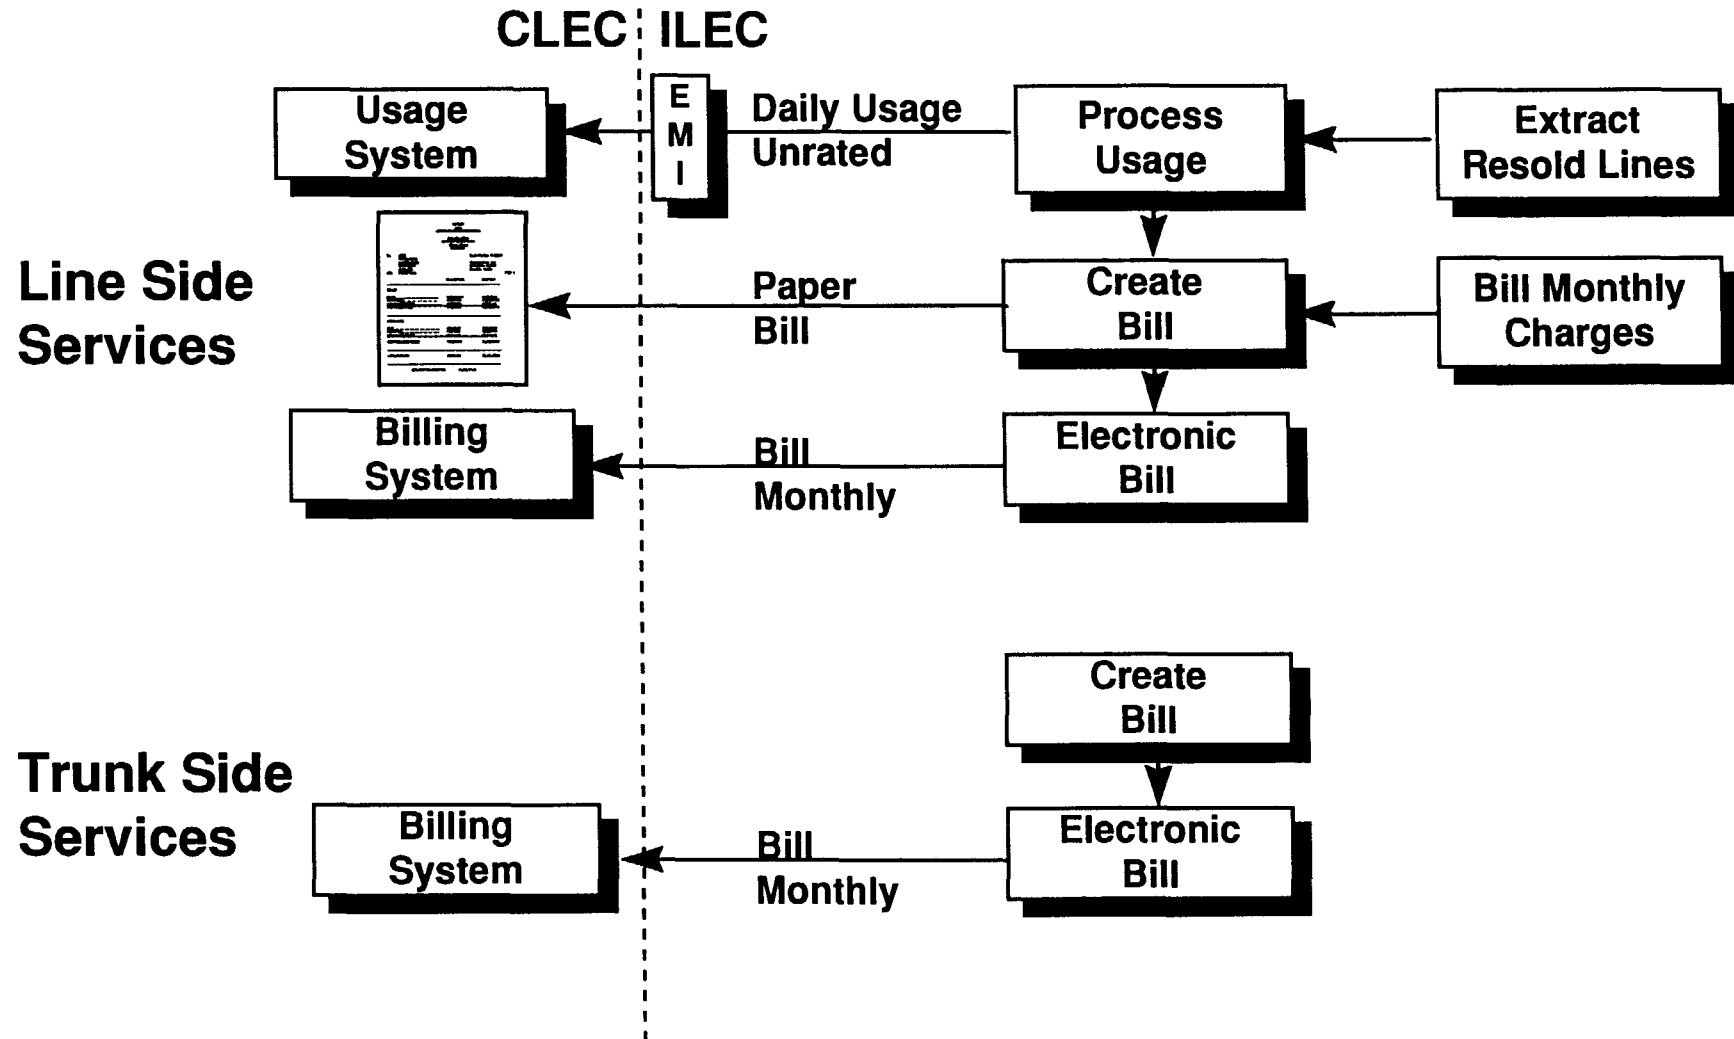 CLEC
ILEC
Usage
System
E
M
I
Daily Usage
Unrated
Process
Usage
Extract
Resold Lines
Line Side
Services
Paper
Bill
Create
Bill
Bill Monthly
Charges
Billing
System
Bill
Monthly
Electronic
Bill
Trunk Side
Services
Create
Bill
Billing
System
Bill
Monthly
Electronic
Bill